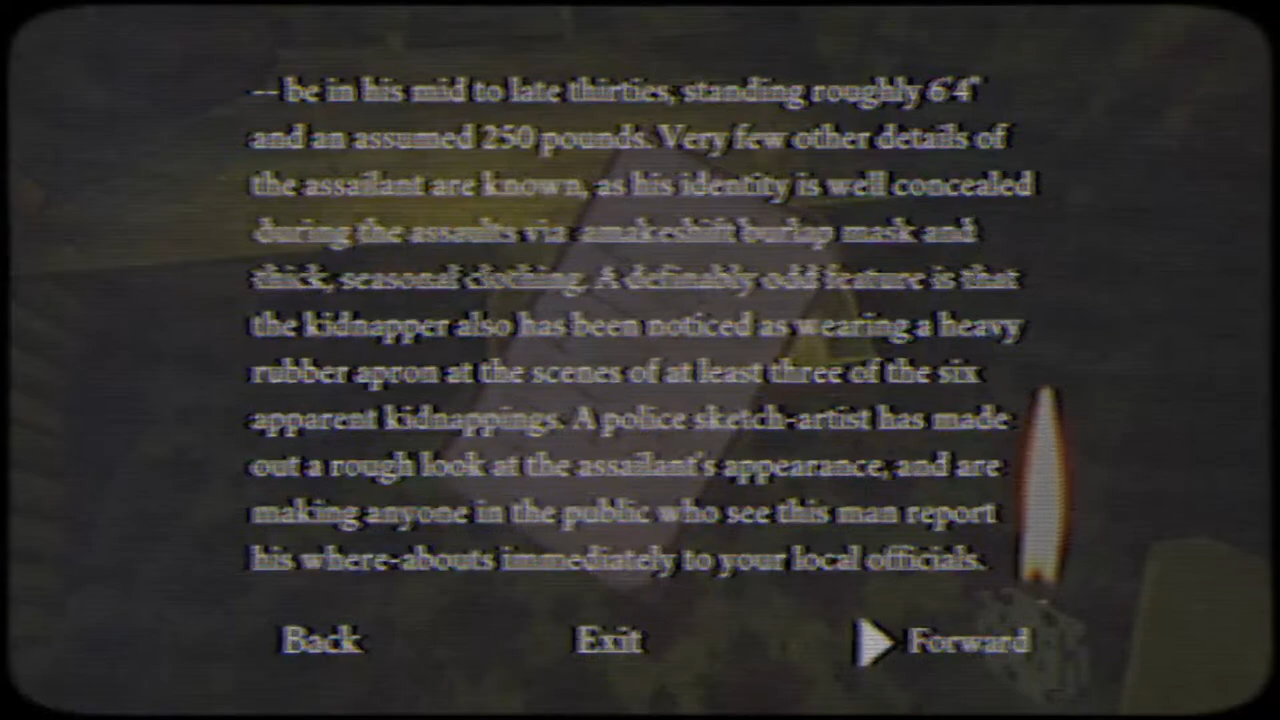 -- be in his mid to late thirties, standing roughly 6'4"
and an assumed 250 pounds. Very few other details of
the assailant are known, as his identity is well concealed
during the assaults via a makeshift burlap mask and
thick, seasonal clothing. A definably odd feature is that
the kidnapper also has been noticed as wearing a heavy
rubber apron at the scenes of at least three of the six
apparent kidnappings. A police sketch-artist has made
out a rough look at the assailant's appearance, and are
making anyone in the public who see this man report
his where-abouts immediately to your local officials.
Back Exit Forward